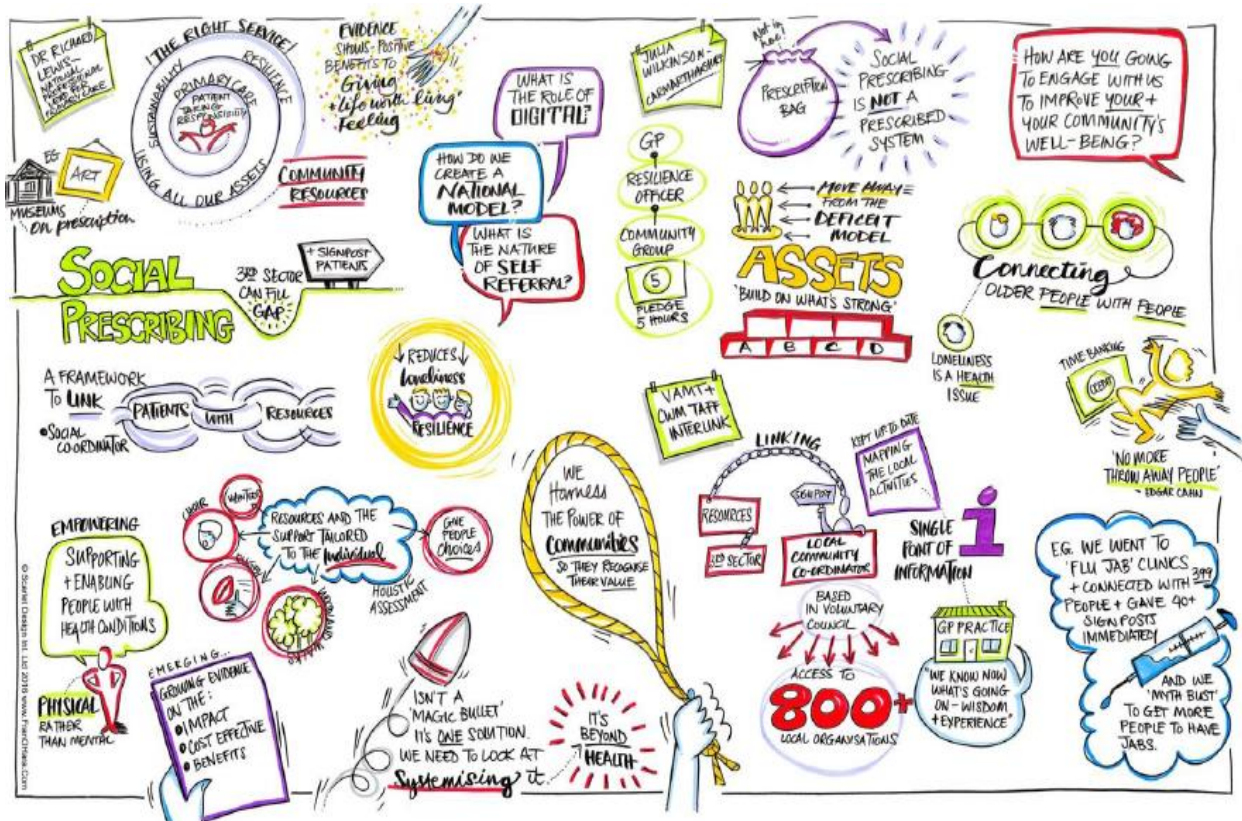 DR RICHARD
LEWIS -
NATIONAL
PROFESSIONAL
LEAD FOR
PRIMARY CARE
! THE RIGHT SERVICE !
SUSTAINABILITY
RESILIENCE
PRIMARY CARE
PATIENT
TAKING
RESPONSIBILITY
USING ALL OUR ASSETS
COMMUNITY
RESOURCES
EG
ART
MUSEUMS
on prescription
EVIDENCE
SHOWS - POSITIVE
BENEFITS TO
Giving
+ "life worth living"
Feeling
WHAT IS
THE ROLE OF
DIGITAL?
HOW DO WE
CREATE A
NATIONAL
MODEL?
WHAT IS
THE NATURE
OF SELF
REFERRAL?
SOCIAL
PRESCRIBING
3RD SECTOR
CAN FILL
'GAP'
+ SIGNPOST
PATIENTS
A FRAMEWORK
TO LINK
SOCIAL
CO-ORDINATOR
PATIENTS
WITH
RESOURCES
REDUCES
loneliness
RESILIENCE
EMPOWERING
SUPPORTING
+ ENABLING
PEOPLE WITH
HEALTH CONDITIONS
PHYSICAL
RATHER
THAN MENTAL
CHOIR
RESOURCES AND THE
SUPPORT TAILORED
TO THE individual
GIVE
PEOPLE
choices
HOLISTIC
ASSESSMENT
EMERGING...
GROWING EVIDENCE
ON THE:
IMPACT
COST EFFECTIVE
BENEFITS
ISN'T A
'MAGIC BULLET'
IT'S ONE SOLUTION.
WE NEED TO LOOK AT
Systemising it
IT'S
BEYOND
HEALTH
WE
Harness
THE POWER OF
communities
SO THEY RECOGNISE
THEIR VALUE
JULIA
WILKINSON -
CARMARTHENSHIRE
Not in
here!
PRESCRIPTION
BAG
SOCIAL
PRESCRIBING
IS NOT A
PRESCRIBED
SYSTEM
HOW ARE YOU GOING
TO ENGAGE WITH US
TO IMPROVE YOUR +
YOUR COMMUNITY'S
WELL-BEING?
GP
RESILIENCE
OFFICER
COMMUNITY
GROUP
5
PLEDGE
5 HOURS
MOVE AWAY
FROM THE
DEFICIT
MODEL
ASSETS
'BUILD ON WHAT'S STRONG'
A B C D
Connecting
OLDER PEOPLE WITH PEOPLE
LONELINESS
IS A HEALTH
ISSUE
TIME BANKING
CREDIT
'NO MORE
THROW AWAY PEOPLE'
- EDGAR CAHN
VAMT +
CWM TAFF
INTERLINK
LINKING
RESOURCES
3RD SECTOR
SIGNPOST
LOCAL
COMMUNITY
CO-ORDINATOR
KEPT UP TO DATE
MAPPING
THE LOCAL
ACTIVITIES
SINGLE
POINT OF
INFORMATION
i
BASED
IN VOLUNTARY
COUNCIL
ACCESS TO
800+
LOCAL ORGANISATIONS
GP PRACTICE
"WE KNOW NOW
WHAT'S GOING
ON - WISDOM
+ EXPERIENCE"
E.G. WE WENT TO
'FLU JAB' CLINICS
+ CONNECTED WITH 399
PEOPLE + GAVE 40+
SIGN POSTS
IMMEDIATELY
AND WE
'MYTH BUST'
TO GET MORE
PEOPLE TO HAVE
JABS.